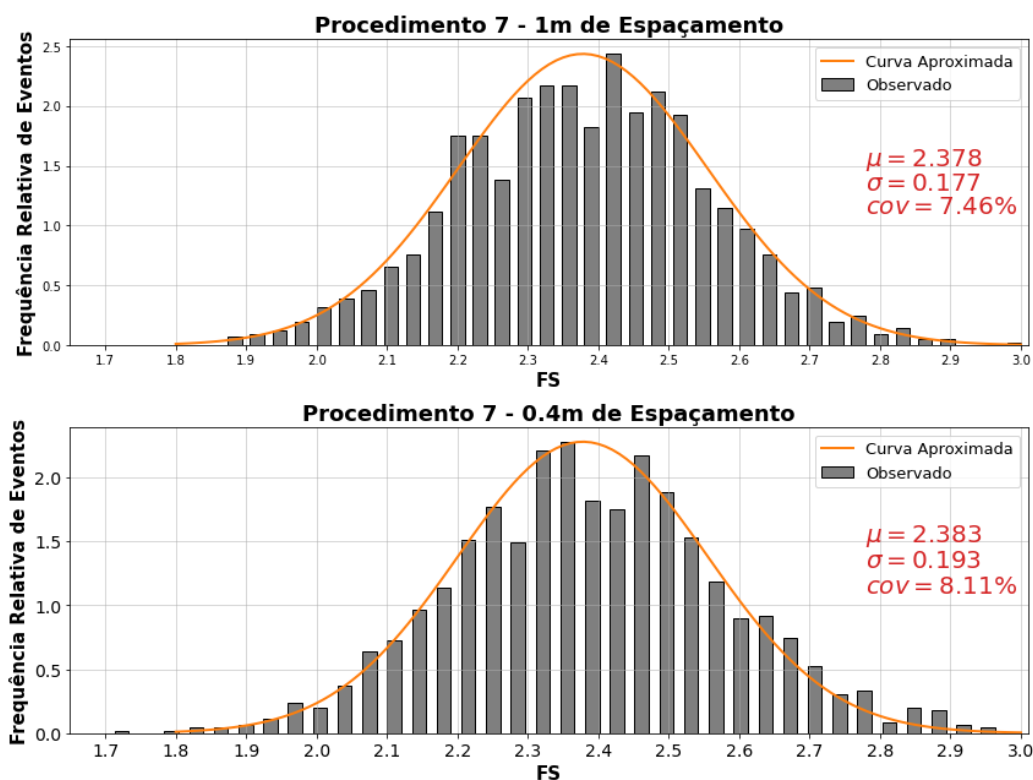 Procedimento 7 - 1m de Espaçamento
Frequência Relativa de Eventos
2.5
2.0
1.5
1.0
0.5
0.0
Curva Aproximada
Observado
μ = 2.378
σ = 0.177
cov = 7.46%
1.7 1.8 1.9 2.0 2.1 2.2 2.3 2.4 2.5 2.6 2.7 2.8 2.9 3.0
FS
Procedimento 7 - 0.4m de Espaçamento
Frequência Relativa de Eventos
2.0
1.5
1.0
0.5
0.0
Curva Aproximada
Observado
μ = 2.383
σ = 0.193
cov = 8.11%
1.7 1.8 1.9 2.0 2.1 2.2 2.3 2.4 2.5 2.6 2.7 2.8 2.9 3.0
FS